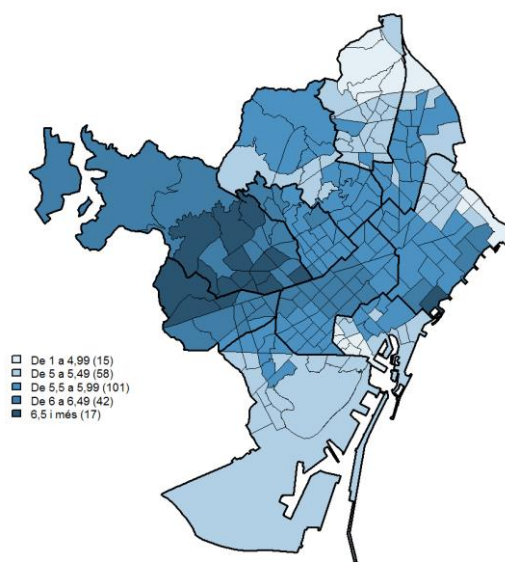 De 1 a 4,99 (15)
De 5 a 5,49 (58)
De 5,5 a 5,99 (101)
De 6 a 6,49 (42)
6,5 i més (17)